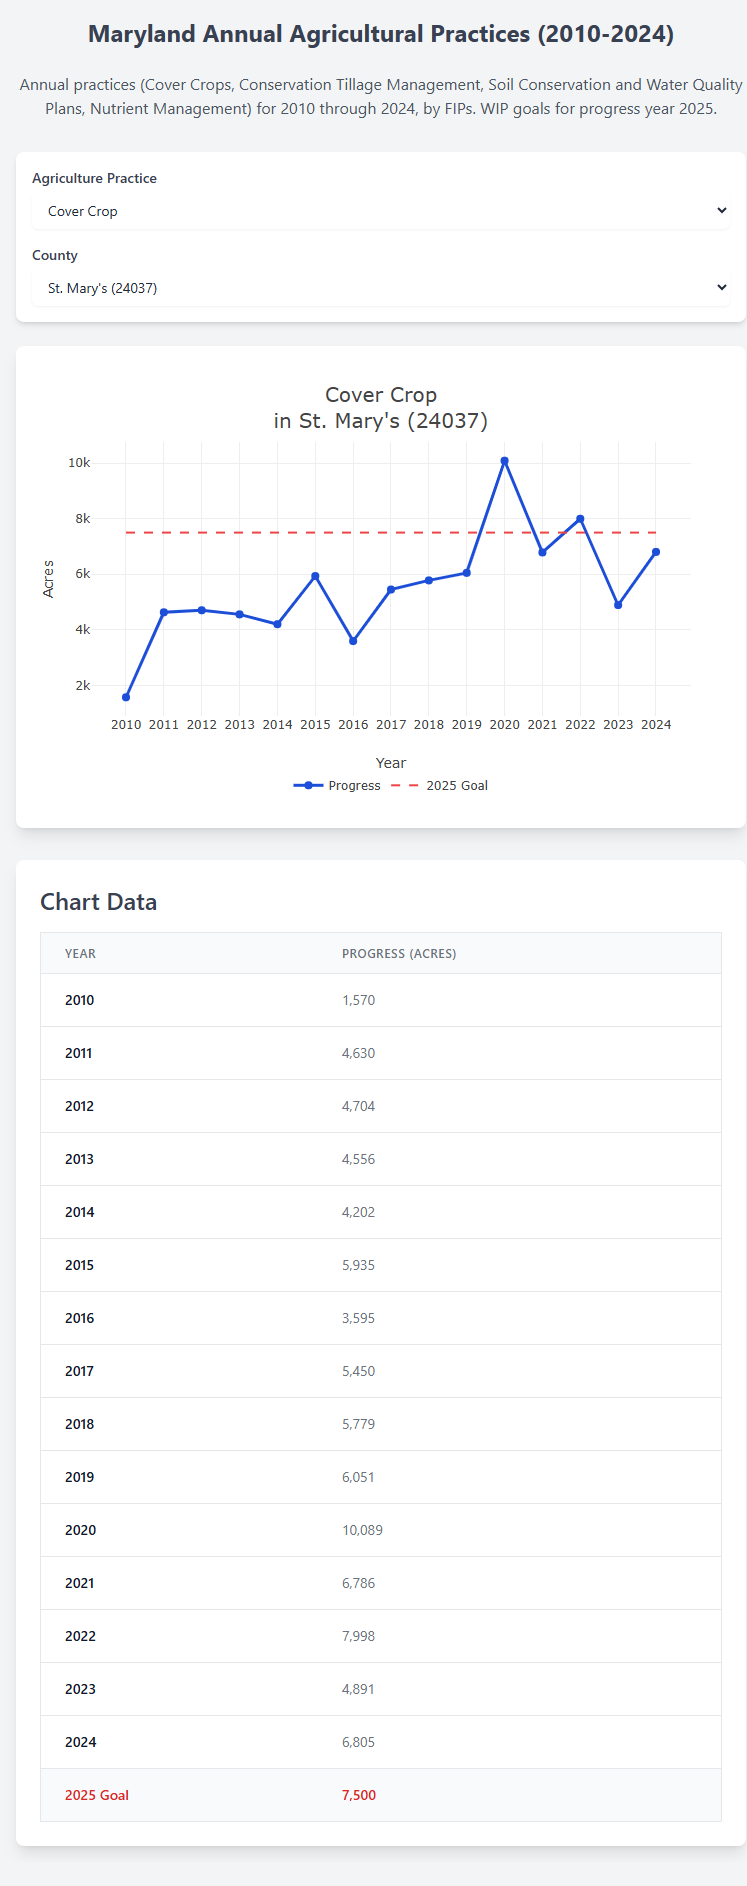 Maryland Annual Agricultural Practices (2010-2024)
Annual practices (Cover Crops, Conservation Tillage Management, Soil Conservation and Water Quality
Plans, Nutrient Management) for 2010 through 2024, by FIPs. WIP goals for progress year 2025.
Agriculture Practice
Cover Crop
County
St. Mary's (24037)
Cover Crop
in St. Mary's (24037)
10k
8k
6k
4k
2k
Acres
2010 2011 2012 2013 2014 2015 2016 2017 2018 2019 2020 2021 2022 2023 2024
Year
Progress 2025 Goal
Chart Data
YEAR PROGRESS (ACRES)
2010 1,570
2011 4,630
2012 4,704
2013 4,556
2014 4,202
2015 5,935
2016 3,595
2017 5,450
2018 5,779
2019 6,051
2020 10,089
2021 6,786
2022 7,998
2023 4,891
2024 6,805
2025 Goal 7,500